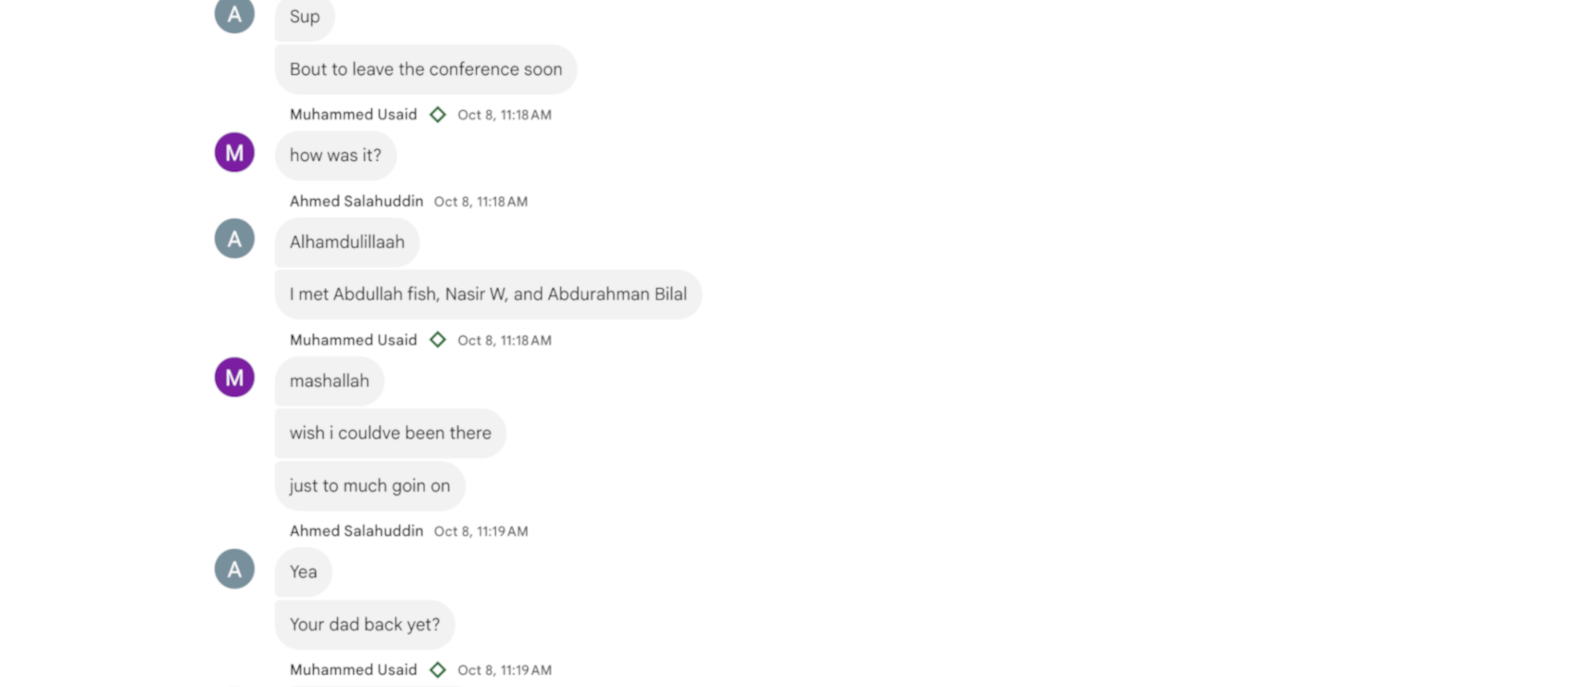 A
Sup
Bout to leave the conference soon
Muhammed Usaid Oct 8, 11:18 AM
M
how was it?
Ahmed Salahuddin Oct 8, 11:18 AM
A
Alhamdulillaah
I met Abdullah fish, Nasir W, and Abdurahman Bilal
Muhammed Usaid Oct 8, 11:18 AM
M
mashallah
wish i couldve been there
just to much goin on
Ahmed Salahuddin Oct 8, 11:19 AM
A
Yea
Your dad back yet?
Muhammed Usaid Oct 8, 11:19 AM